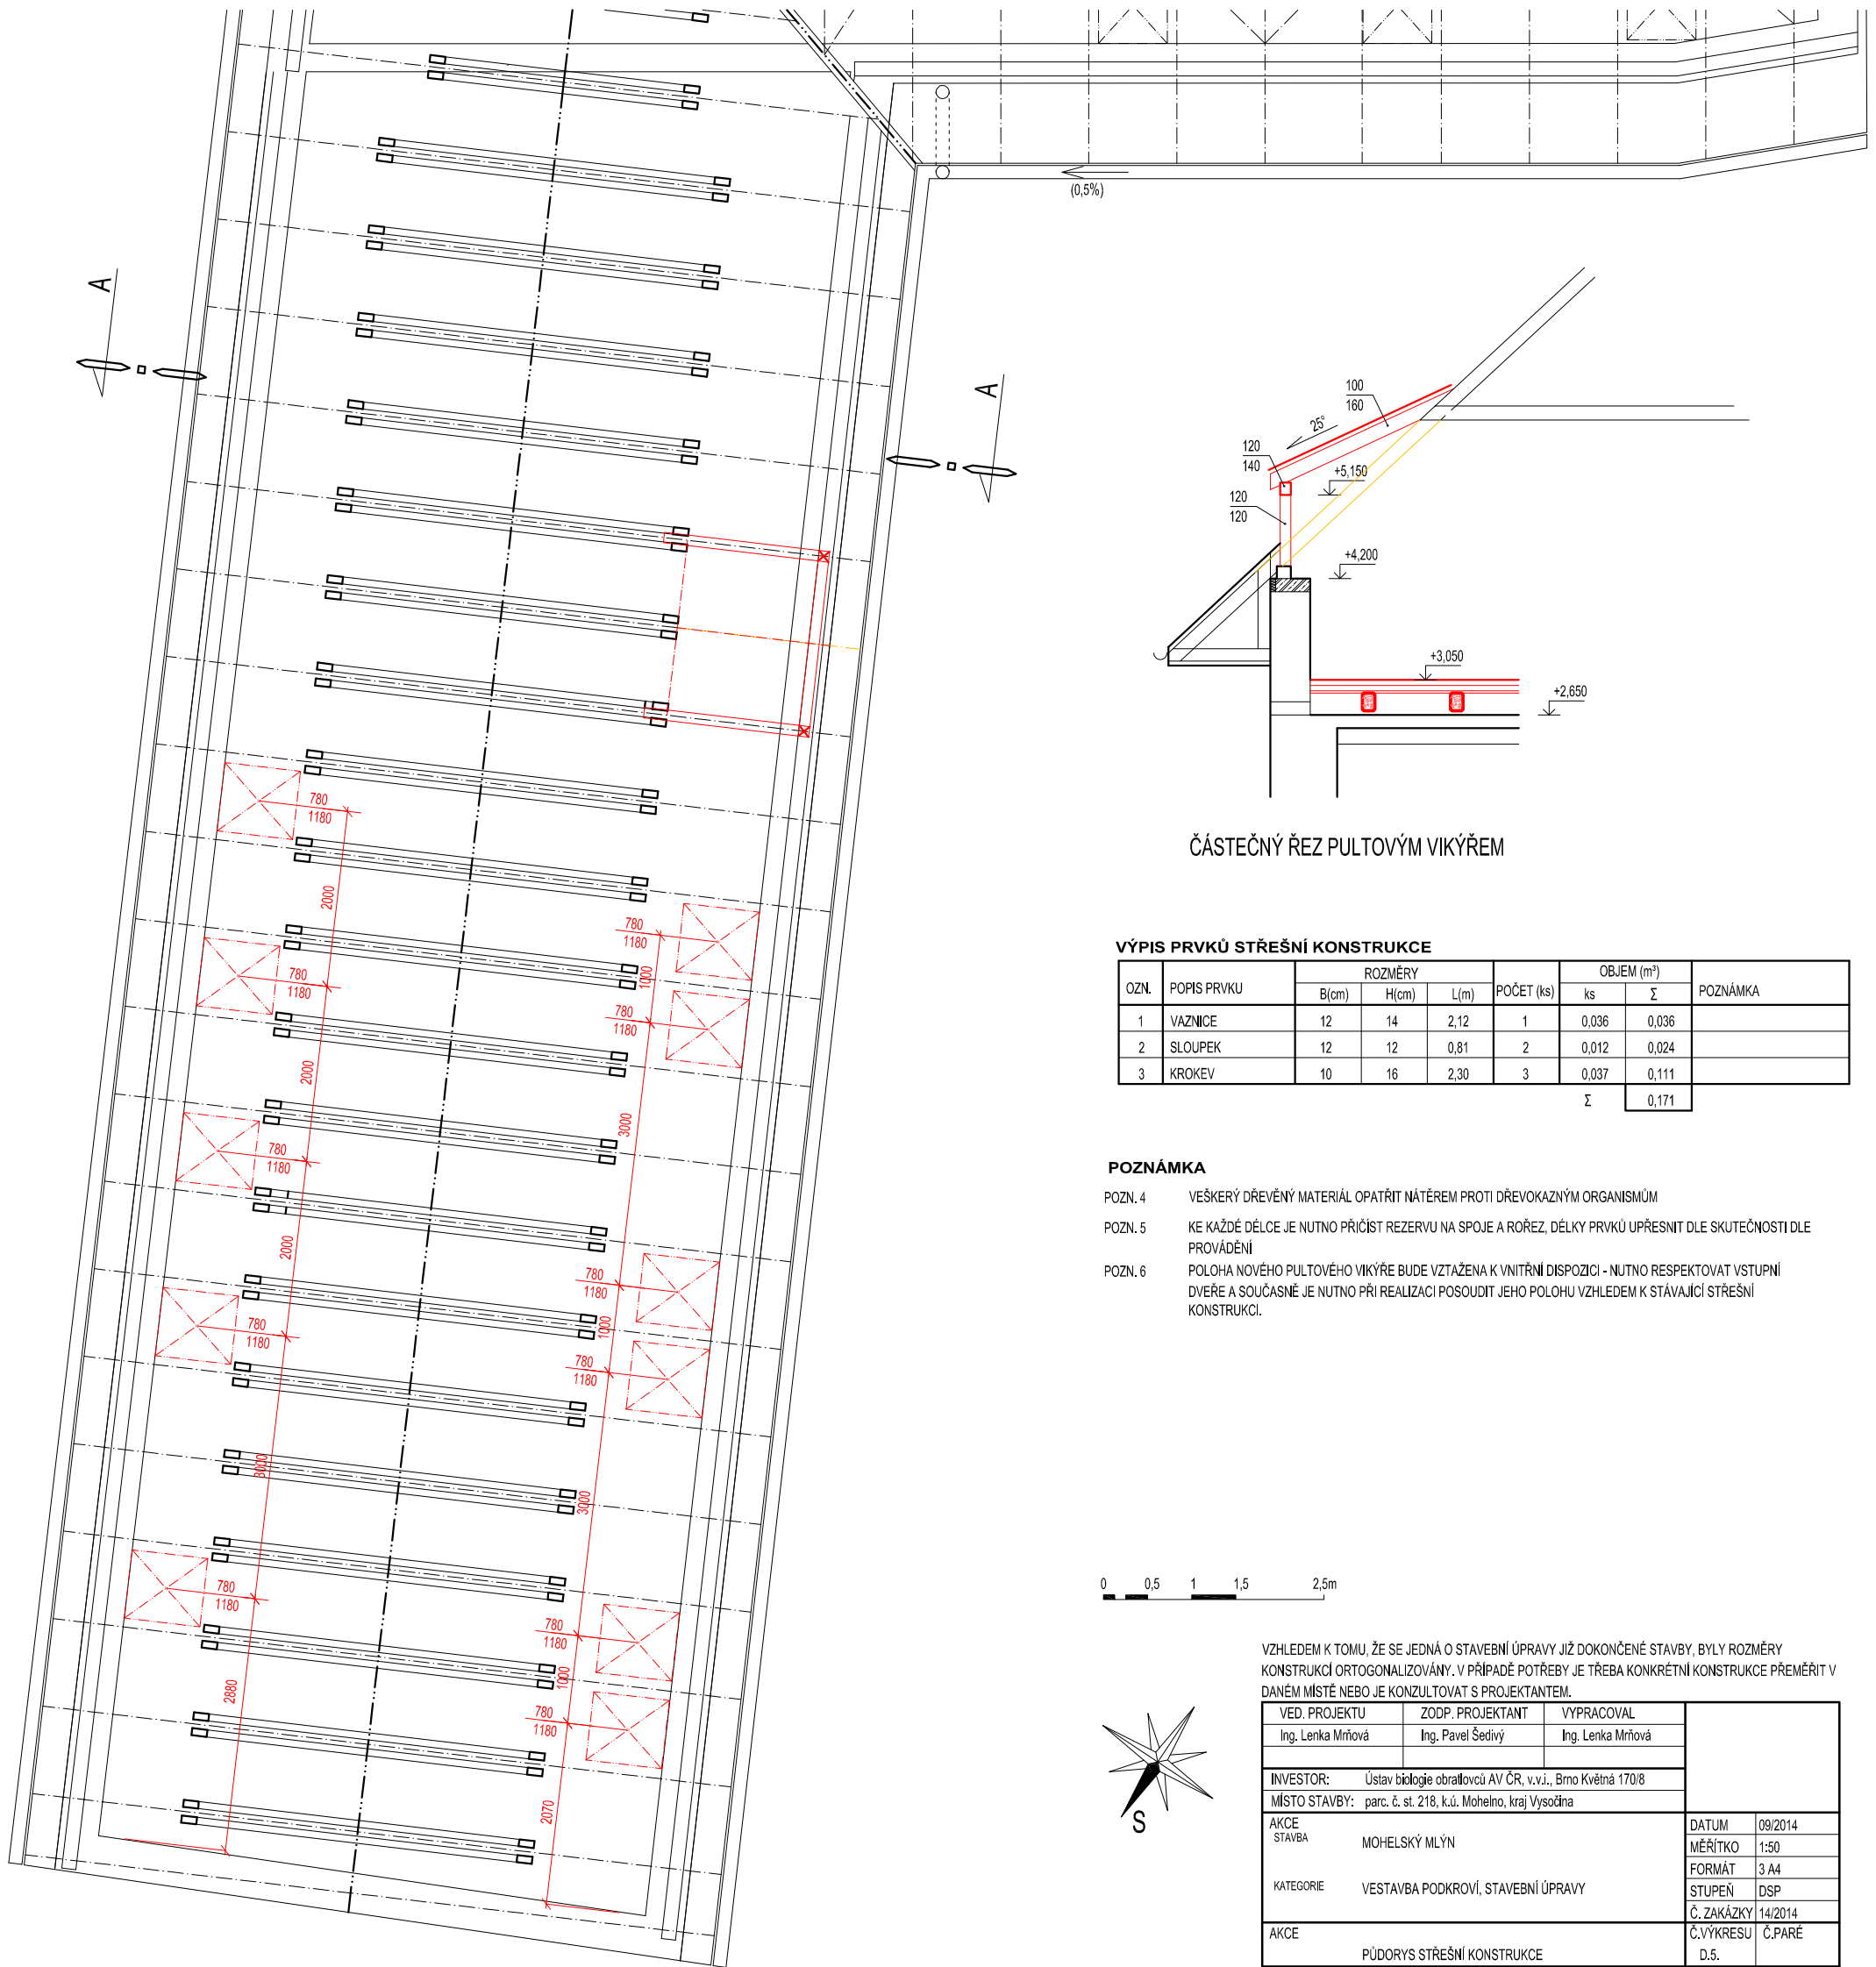 (0,5%)
A
A
100
160
25°
120
140
+5,150
120
120
+4,200
+3,050
+2,650
ČÁSTEČNÝ ŘEZ PULTOVÝM VIKÝŘEM
780
1180
2000
780
1180
2000
780
1180
2000
780
1180
3000
780
1180
2880
780
1180
1000
780
1180
3000
780
1180
1000
780
1180
3000
780
1180
1000
780
1180
2070
VÝPIS PRVKŮ STŘEŠNÍ KONSTRUKCE
OZN. POPIS PRVKU ROZMĚRY POČET (ks) OBJEM (m³) POZNÁMKA
B(cm) H(cm) L(m) ks Σ
1 VAZNICE 12 14 2,12 1 0,036 0,036
2 SLOUPEK 12 12 0,81 2 0,012 0,024
3 KROKEV 10 16 2,30 3 0,037 0,111
Σ 0,171
POZNÁMKA
POZN. 4 VEŠKERÝ DŘEVĚNÝ MATERIÁL OPATŘIT NÁTĚREM PROTI DŘEVOKAZNÝM ORGANISMŮM
POZN. 5 KE KAŽDÉ DÉLCE JE NUTNO PŘIČÍST REZERVU NA SPOJE A ROŘEZ, DÉLKY PRVKŮ UPŘESNIT DLE SKUTEČNOSTI DLE
PROVÁDĚNÍ
POZN. 6 POLOHA NOVÉHO PULTOVÉHO VIKÝŘE BUDE VZTAŽENA K VNITŘNÍ DISPOZICI - NUTNO RESPEKTOVAT VSTUPNÍ
DVEŘE A SOUČASNĚ JE NUTNO PŘI REALIZACI POSOUDIT JEHO POLOHU VZHLEDEM K STÁVAJÍCÍ STŘEŠNÍ
KONSTRUKCI.
0 0,5 1 1,5 2,5m
VZHLEDEM K TOMU, ŽE SE JEDNÁ O STAVEBNÍ ÚPRAVY JIŽ DOKONČENÉ STAVBY, BYLY ROZMĚRY
KONSTRUKCÍ ORTOGONALIZOVÁNY. V PŘÍPADĚ POTŘEBY JE TŘEBA KONKRÉTNÍ KONSTRUKCE PŘEMĚŘIT V
DANÉM MÍSTĚ NEBO JE KONZULTOVAT S PROJEKTANTEM.
S
VED. PROJEKTU ZODP. PROJEKTANT VYPRACOVAL
Ing. Lenka Mrňová Ing. Pavel Šedivý Ing. Lenka Mrňová
INVESTOR: Ústav biologie obratlovců AV ČR, v.v.i., Brno Květná 170/8
MÍSTO STAVBY: parc. č. st. 218, k.ú. Mohelno, kraj Vysočina
AKCE
STAVBA MOHELSKÝ MLÝN
KATEGORIE VESTAVBA PODKROVÍ, STAVEBNÍ ÚPRAVY
DATUM 09/2014
MĚŘÍTKO 1:50
FORMÁT 3 A4
STUPEŇ DSP
Č. ZAKÁZKY 14/2014
AKCE
PŮDORYS STŘEŠNÍ KONSTRUKCE
Č.VÝKRESU Č.PARÉ
D.5.